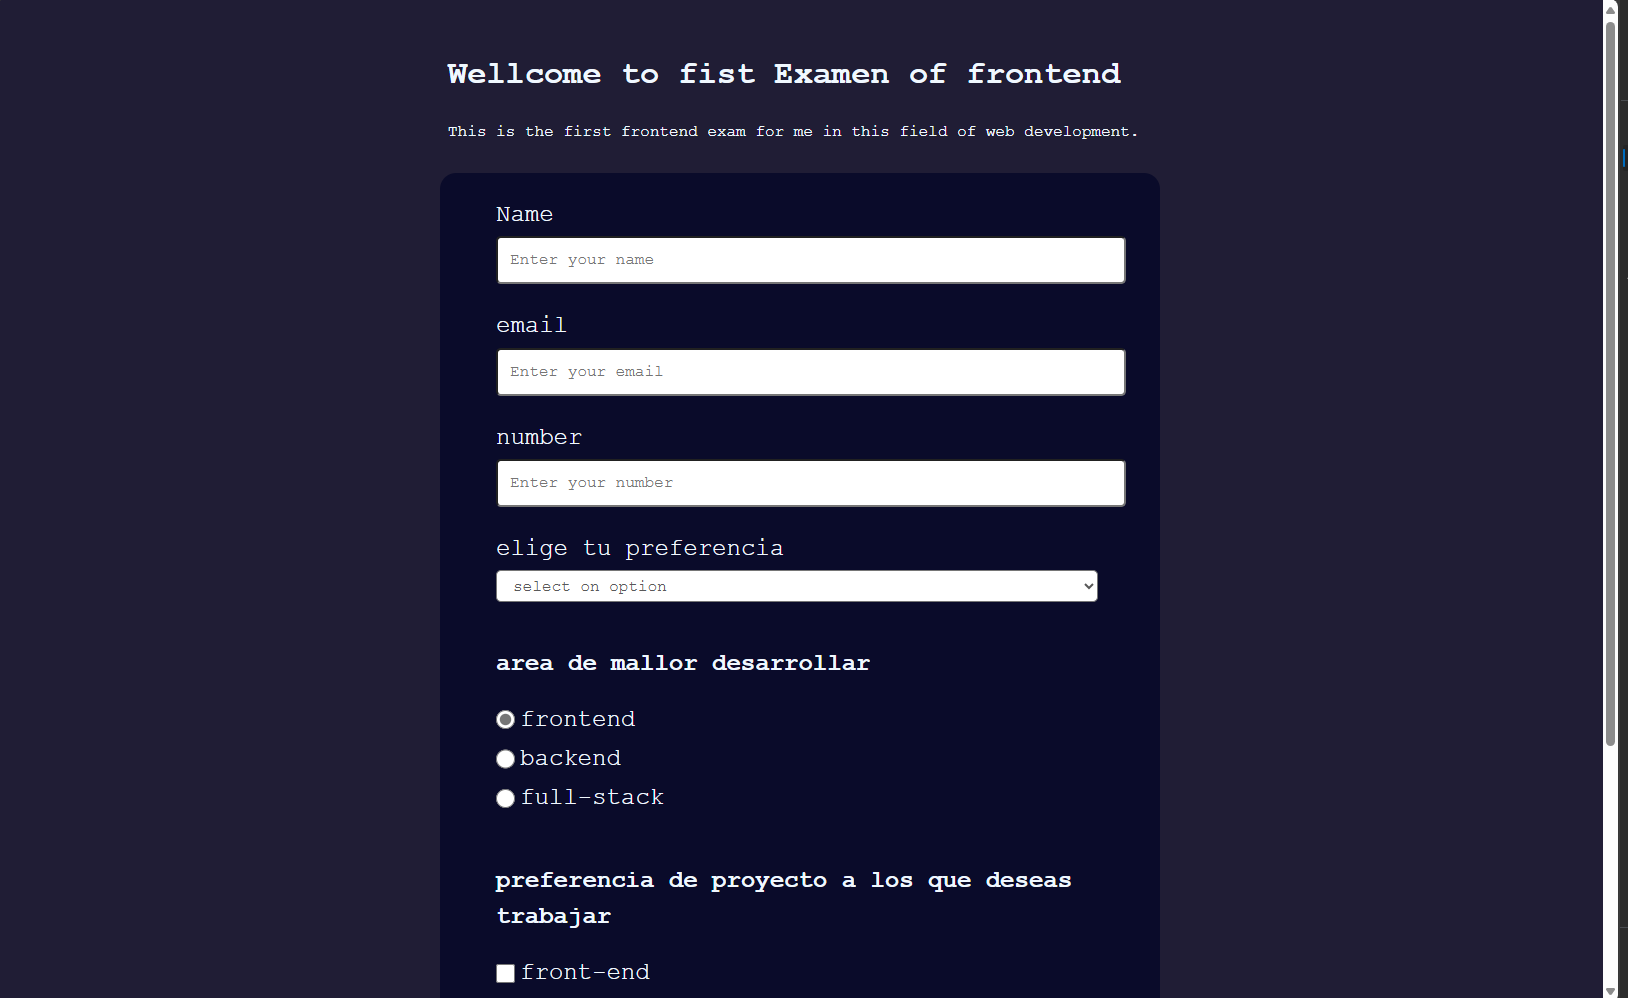 Wellcome to fist Examen of frontend
This is the first frontend exam for me in this field of web development.
Name
Enter your name
email
Enter your email
number
Enter your number
elige tu preferencia
select on option
area de mallor desarrollar
frontend
backend
full-stack
preferencia de proyecto a los que deseas
trabajar
front-end